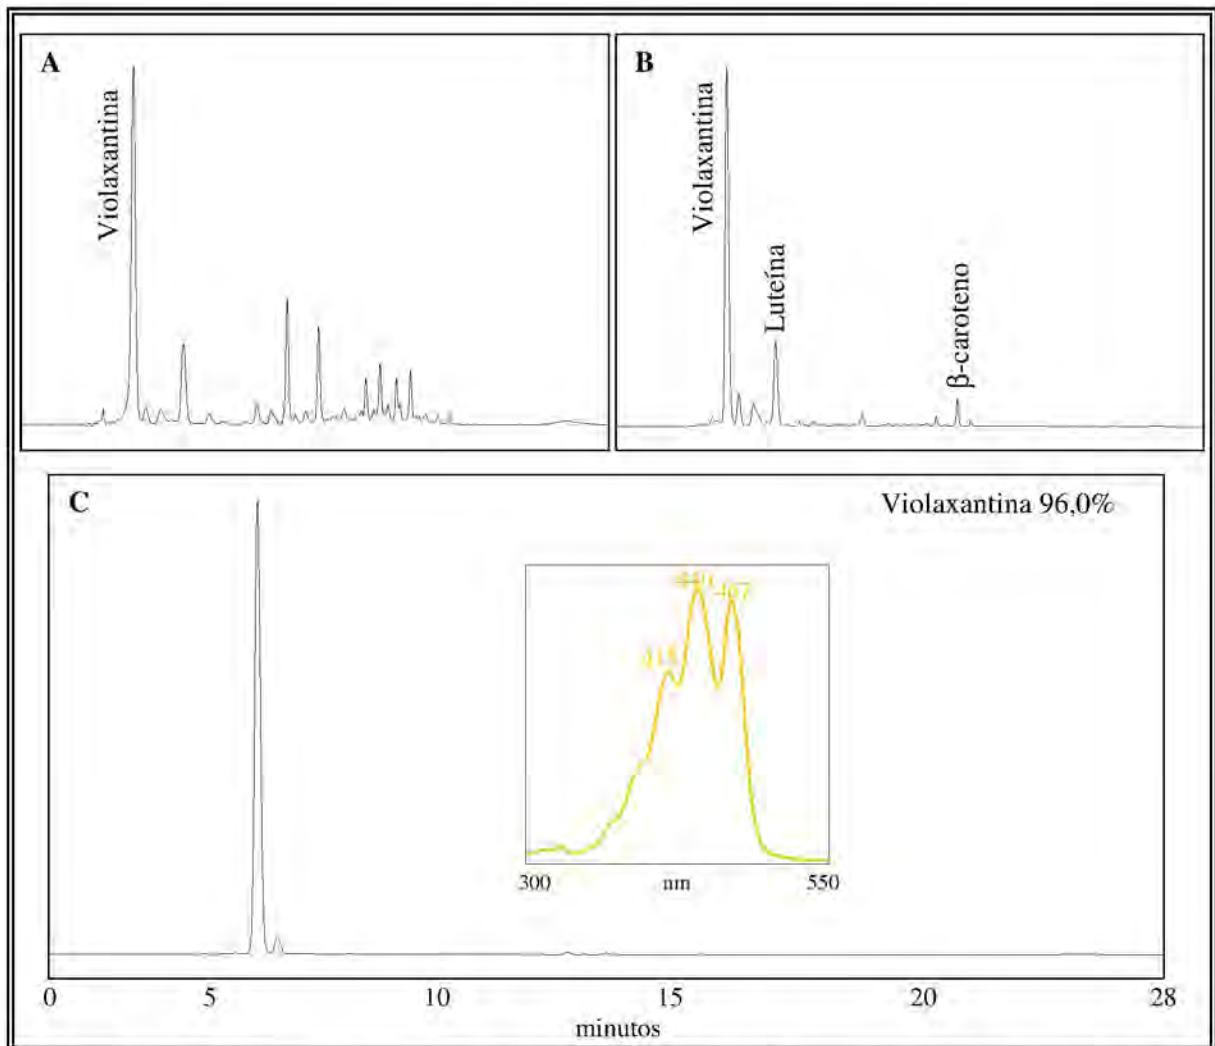 A
Violaxantina
B
Violaxantina
Luteína
β-caroteno
C
Violaxantina 96,0%
300 nm 550
0 5 10 15 20 28
minutos